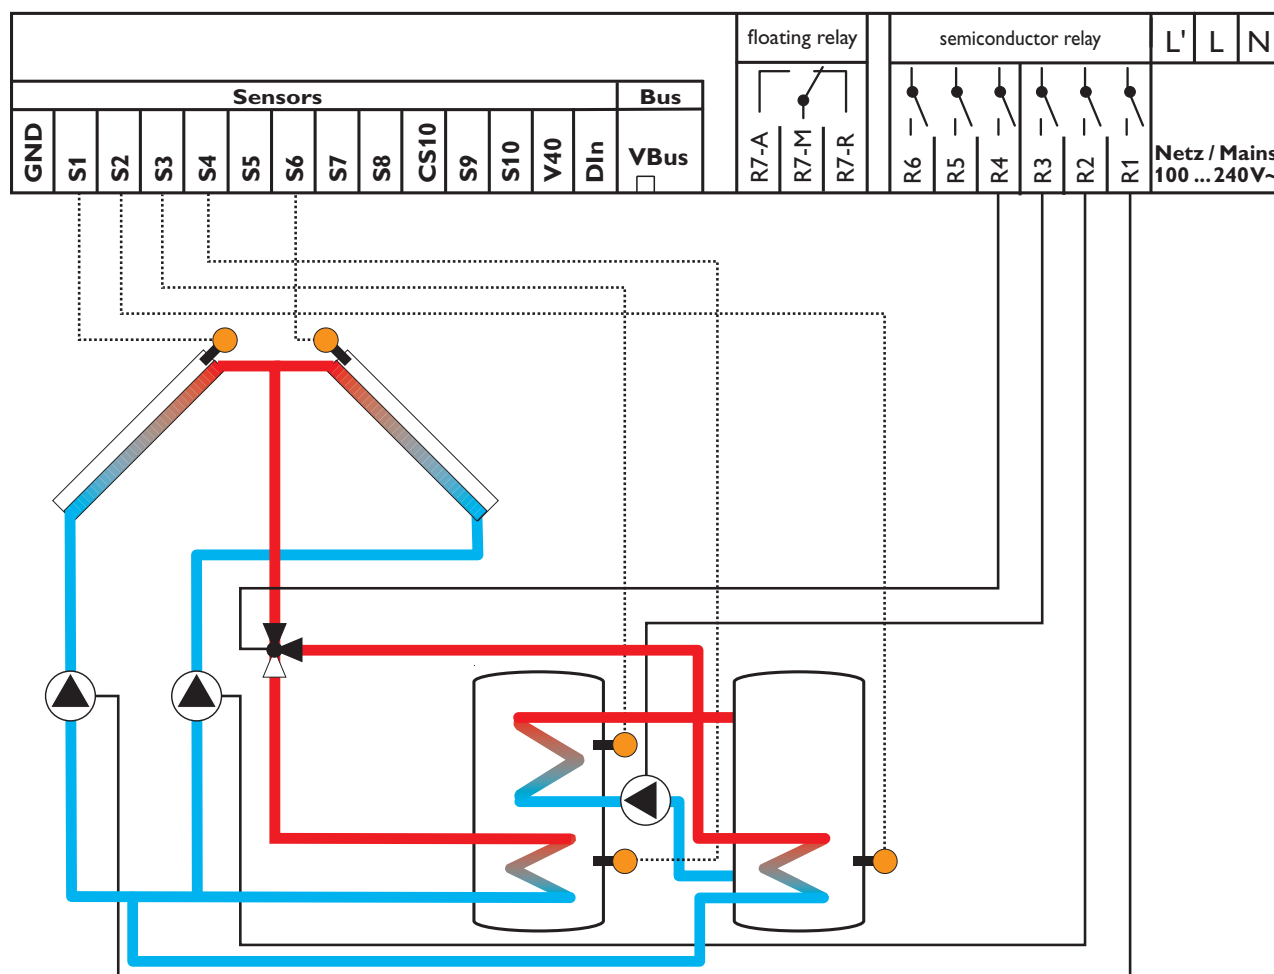 floating relay
semiconductor relay
L' L N
Sensors
Bus
GND S1 S2 S3 S4 S5 S6 S7 S8 CS10 S9 S10 V40 DIn
VBus
R7-A R7-M R7-R
R6 R5 R4 R3 R2 R1
Netz / Mains
100 ... 240V~